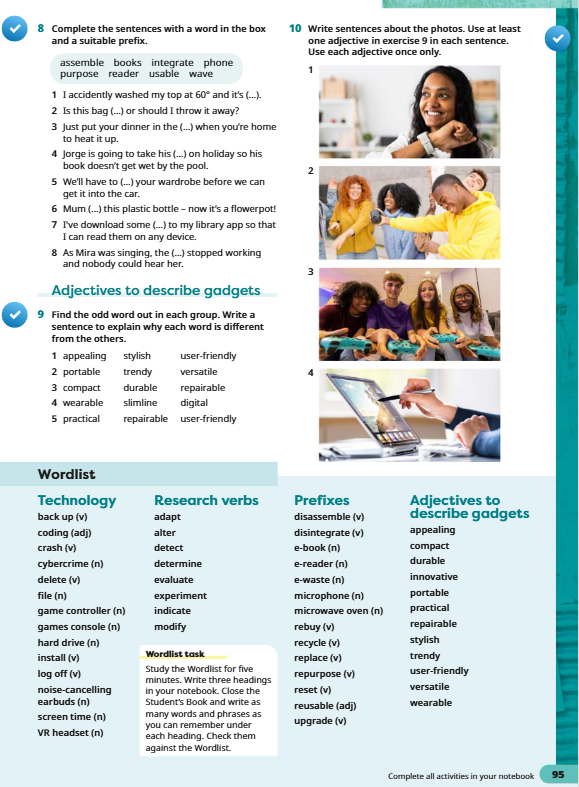 8 Complete the sentences with a word in the box
and a suitable prefix.
assemble books integrate phone
purpose reader usable wave
1 I accidently washed my top at 60° and it's (...).
2 Is this bag (...) or should I throw it away?
3 Just put your dinner in the (...) when you're home
to heat it up.
4 Jorge is going to take his (...) on holiday so his
book doesn't get wet by the pool.
5 We'll have to (...) your wardrobe before we can
get it into the car.
6 Mum (...) this plastic bottle – now it's a flowerpot!
7 I've download some (...) to my library app so that
I can read them on any device.
8 As Mira was singing, the (...) stopped working
and nobody could hear her.
Adjectives to describe gadgets
9 Find the odd word out in each group. Write a
sentence to explain why each word is different
from the others.
1 appealing stylish user-friendly
2 portable trendy versatile
3 compact durable repairable
4 wearable slimline digital
5 practical repairable user-friendly
10 Write sentences about the photos. Use at least
one adjective in exercise 9 in each sentence.
Use each adjective once only.
1
2
3
4
Wordlist
Technology
back up (v)
coding (adj)
crash (v)
cybercrime (n)
delete (v)
file (n)
game controller (n)
games console (n)
hard drive (n)
install (v)
log off (v)
noise-cancelling
earbuds (n)
screen time (n)
VR headset (n)
Research verbs
adapt
alter
detect
determine
evaluate
experiment
indicate
modify
Wordlist task
Study the Wordlist for five
minutes. Write three headings
in your notebook. Close the
Student's Book and write as
many words and phrases as
you can remember under
each heading. Check them
against the Wordlist.
Prefixes
disassemble (v)
disintegrate (v)
e-book (n)
e-reader (n)
e-waste (n)
microphone (n)
microwave oven (n)
rebuy (v)
recycle (v)
replace (v)
repurpose (v)
reset (v)
reusable (adj)
upgrade (v)
Adjectives to
describe gadgets
appealing
compact
durable
innovative
portable
practical
repairable
stylish
trendy
user-friendly
versatile
wearable
Complete all activities in your notebook 95